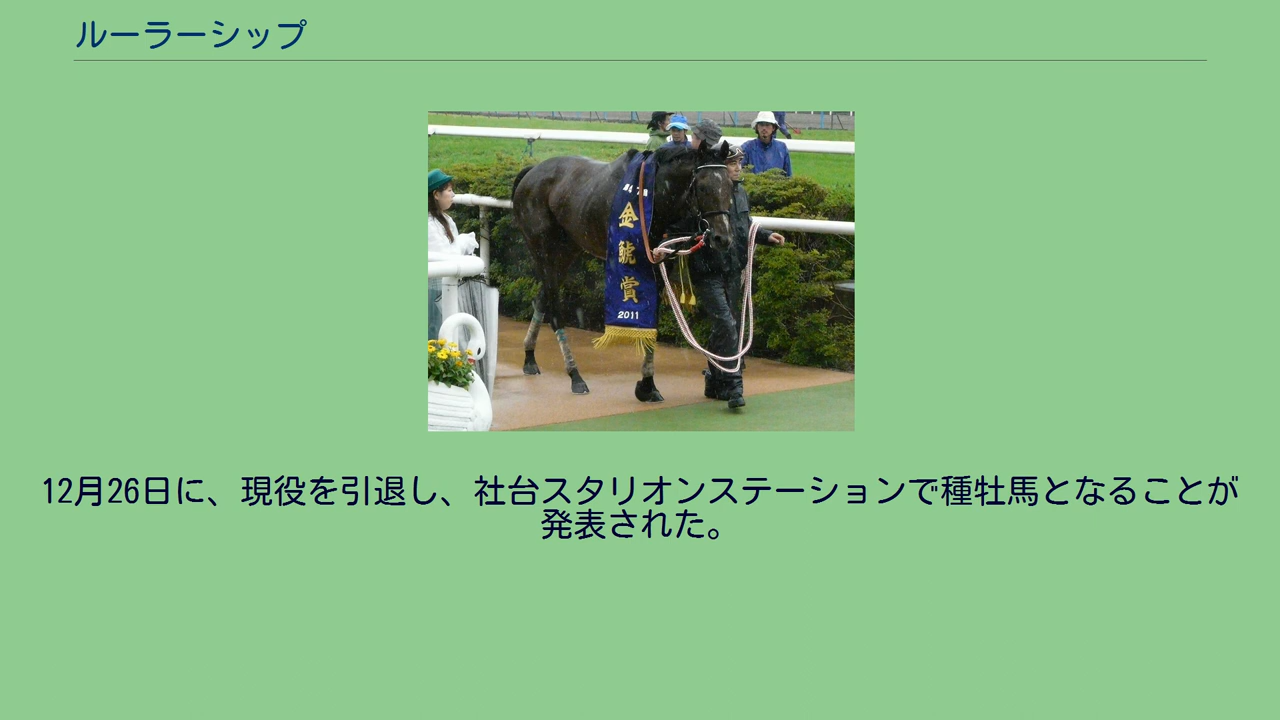 ルーラーシップ
金
鯱
賞
2011
12月26日に、現役を引退し、社台スタリオンステーションで種牡馬となることが
発表された。